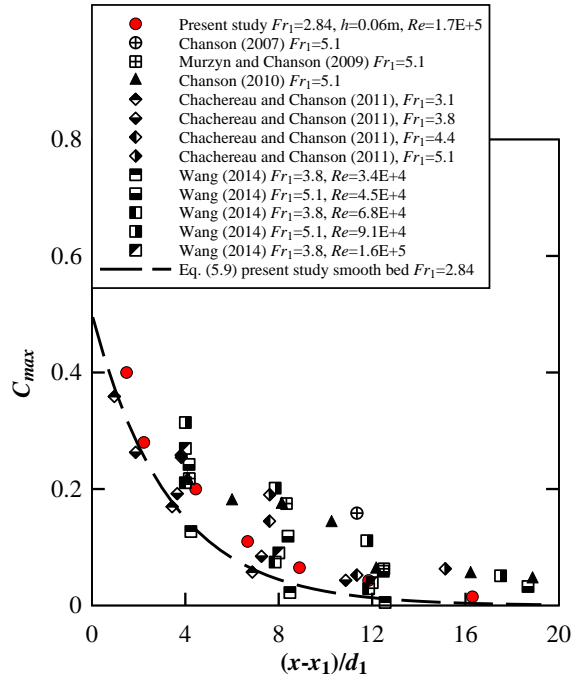 Present study Fr1=2.84, h=0.06m, Re=1.7E+5
Chanson (2007) Fr1=5.1
Murzyn and Chanson (2009) Fr1=5.1
Chanson (2010) Fr1=5.1
Chachereau and Chanson (2011), Fr1=3.1
Chachereau and Chanson (2011), Fr1=3.8
Chachereau and Chanson (2011), Fr1=4.4
Chachereau and Chanson (2011), Fr1=5.1
Wang (2014) Fr1=3.8, Re=3.4E+4
Wang (2014) Fr1=5.1, Re=4.5E+4
Wang (2014) Fr1=3.8, Re=6.8E+4
Wang (2014) Fr1=5.1, Re=9.1E+4
Wang (2014) Fr1=3.8, Re=1.6E+5
Eq. (5.9) present study smooth bed Fr1=2.84
0.8
0.6
0.4
0.2
0
Cmax
0 4 8 12 16 20
(x-x1)/d1